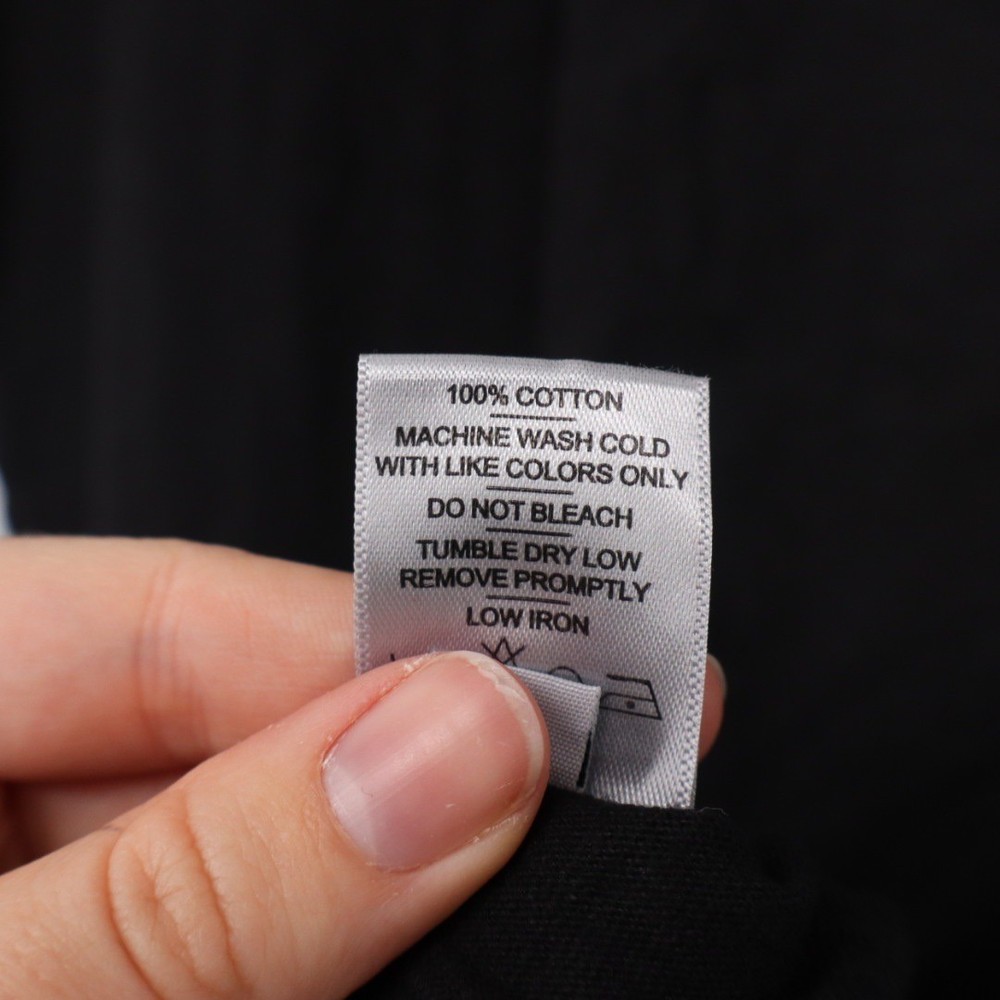 100% COTTON
MACHINE WASH COLD
WITH LIKE COLORS ONLY
DO NOT BLEACH
TUMBLE DRY LOW
REMOVE PROMPTLY
LOW IRON